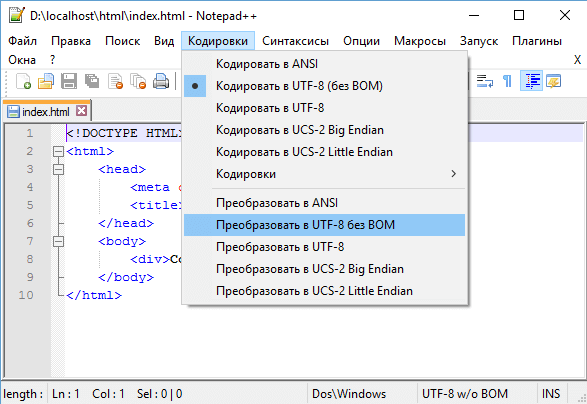 D:\localhost\html\index.html - Notepad++
Файл Правка Поиск Вид Кодировки Синтаксисы Опции Макросы Запуск Плагины
Окна ? X
Кодировать в ANSI
Кодировать в UTF-8 (без BOM)
Кодировать в UTF-8
Кодировать в UCS-2 Big Endian
Кодировать в UCS-2 Little Endian
Кодировки
Преобразовать в ANSI
Преобразовать в UTF-8 без BOM
Преобразовать в UTF-8
Преобразовать в UCS-2 Big Endian
Преобразовать в UCS-2 Little Endian
index.html
1 <!DOCTYPE HTML>
2 <html>
3 <head>
4 <meta
5 <title>
6 </head>
7 <body>
8 <div>Co
9 </body>
10 </html>
length : Ln : 1 Col : 1 Sel : 0 | 0 Dos\Windows UTF-8 w/o BOM INS